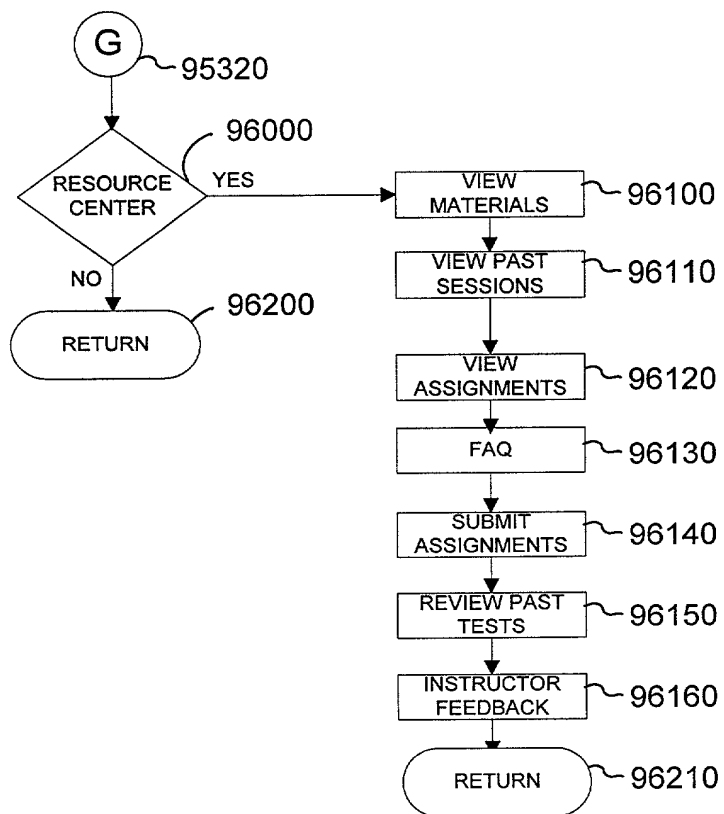 G
95320
96000
RESOURCE
CENTER
YES
NO
RETURN
96200
VIEW
MATERIALS
96100
VIEW PAST
SESSIONS
96110
VIEW
ASSIGNMENTS
96120
FAQ
96130
SUBMIT
ASSIGNMENTS
96140
REVIEW PAST
TESTS
96150
INSTRUCTOR
FEEDBACK
96160
RETURN
96210